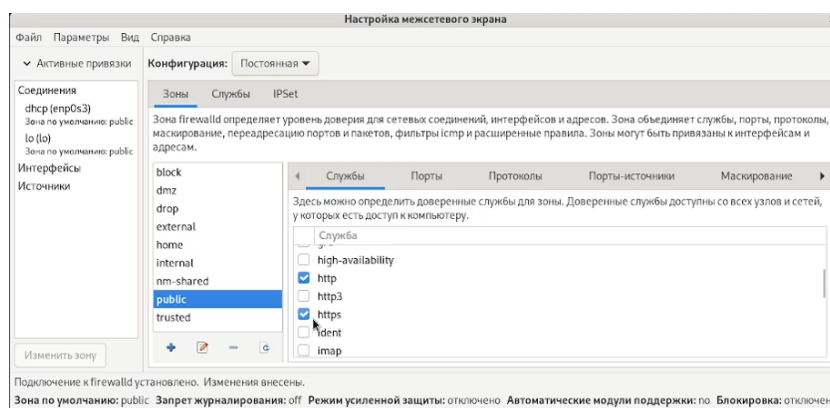 Настройка межсетевого экрана
Файл Параметры Вид Справка
Активные привязки
Конфигурация: Постоянная
Соединения
dhcp (enp0s3)
Зона по умолчанию: public
lo (lo)
Зона по умолчанию: public
Интерфейсы
Источники
Изменить зону
Зоны Службы IPSet
Зона firewalld определяет уровень доверия для сетевых соединений, интерфейсов и адресов. Зона объединяет службы, порты, протоколы,
маскирование, переадресацию портов и пакетов, фильтры icmp и расширенные правила. Зоны могут быть привязаны к интерфейсам и
адресам.
block
dmz
drop
external
home
internal
nm-shared
public
trusted
Службы Порты Протоколы Порты-источники Маскирование
Здесь можно определить доверенные службы для зоны. Доверенные службы доступны со всех узлов и сетей,
у которых есть доступ к компьютеру.
Служба
high-availability
http
http3
https
ident
imap
Подключение к firewalld установлено. Изменения внесены.
Зона по умолчанию: public Запрет журналирования: off Режим усиленной защиты: отключено Автоматические модули поддержки: no Блокировка: отключен